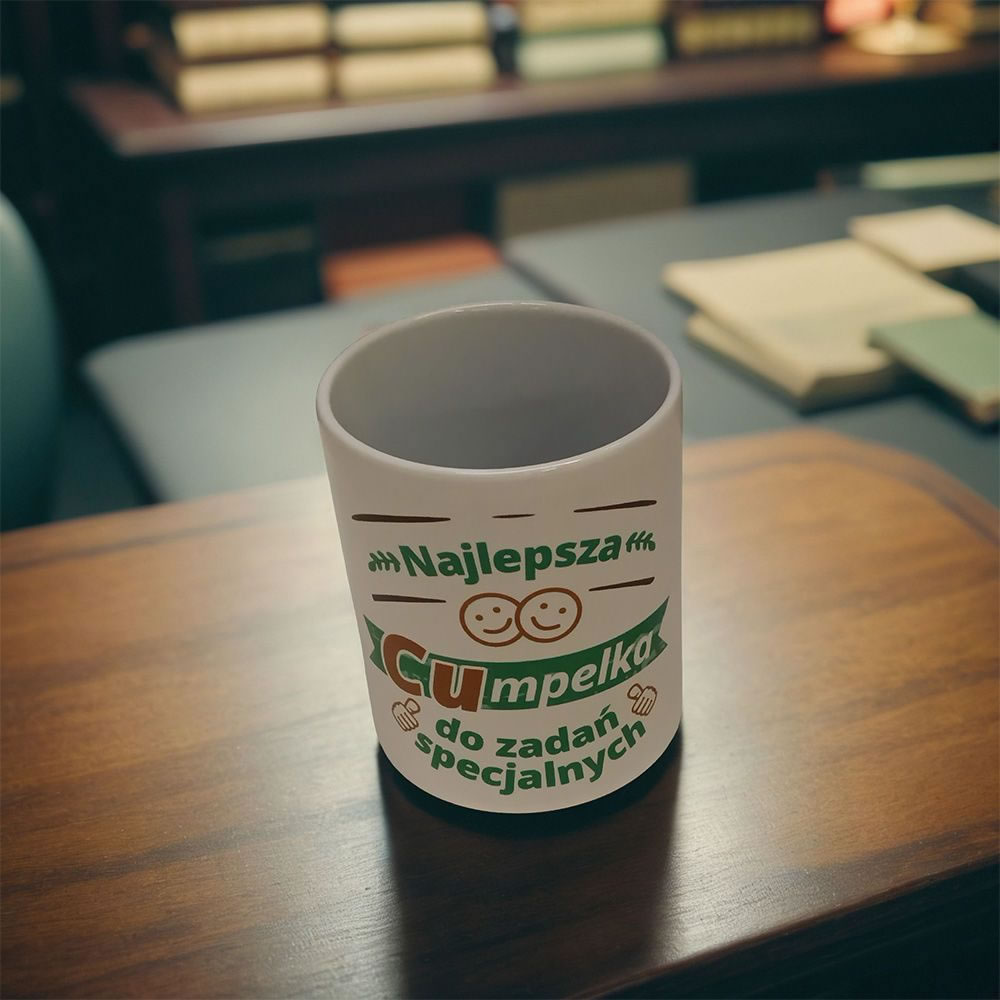 Najlepsza
Cumpelka
do zadań
specjalnych